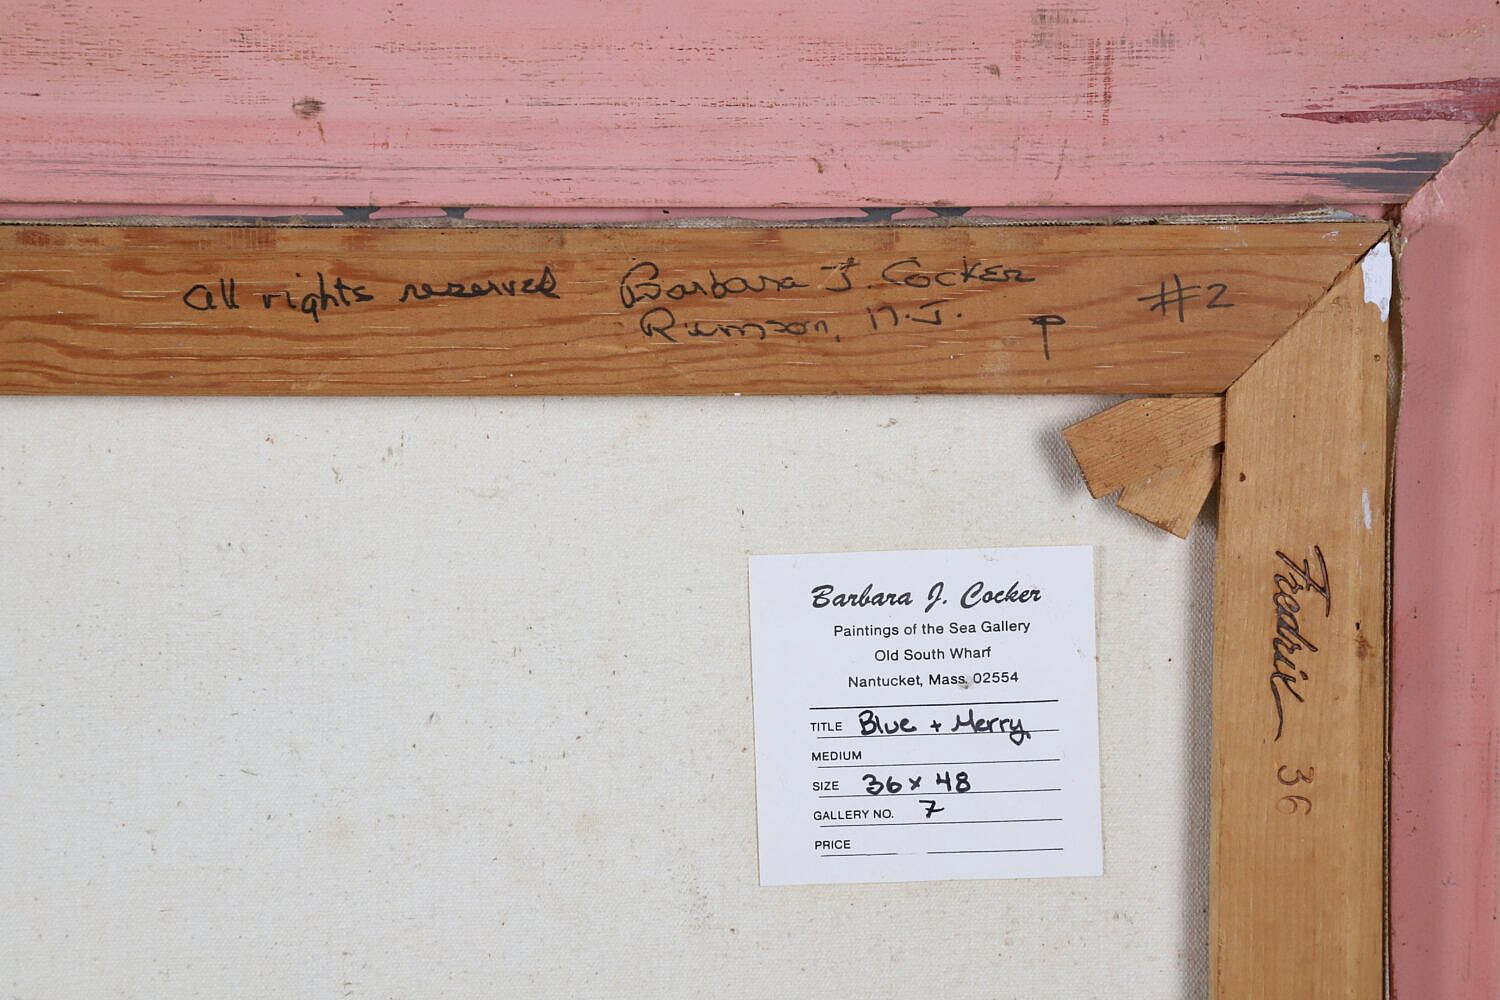 all rights reserved Barbara J. Cocker #2
Rumson, N.J. P
Barbara J. Cocker
Paintings of the Sea Gallery
Old South Wharf
Nantucket, Mass. 02554
TITLE Blue + Merry
MEDIUM
SIZE 36 x 48
GALLERY NO. 7
PRICE
Fredrix 36